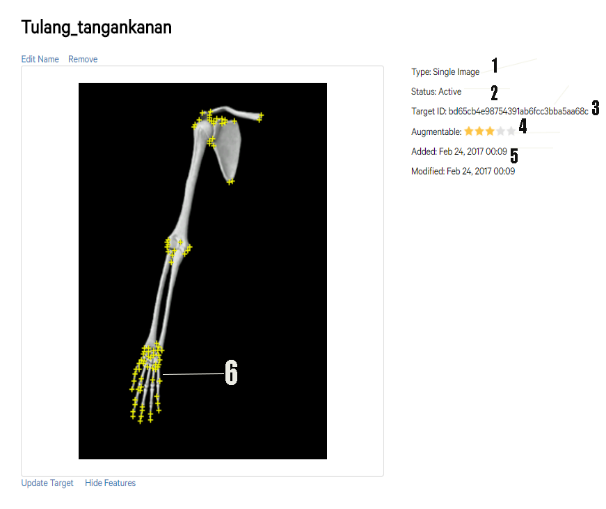 Tulang_tangankanan
Edit Name Remove
Type: Single Image 1
Status: Active 2
Target ID: bd65cb4e98754391ab6fcc3bba5aa68c 3
Augmentable: 4
Added: Feb 24, 2017 00:09 5
Modified: Feb 24, 2017 00:09
6
Update Target Hide Features